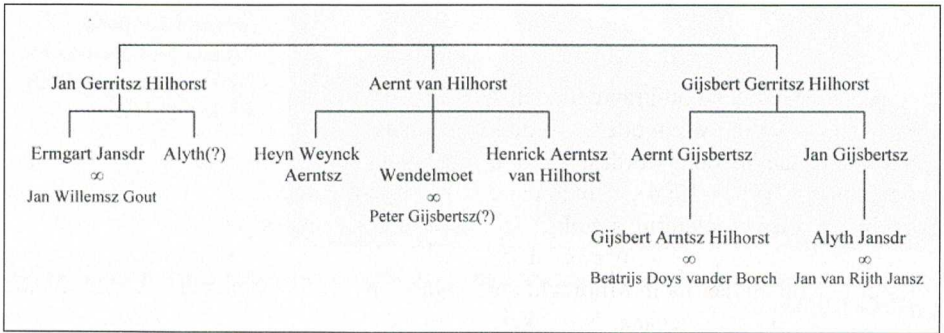 Jan Gerritsz Hilhorst
Aernt van Hilhorst
Gijsbert Gerritsz Hilhorst
Ermgart Jansdr
∞
Jan Willemsz Gout
Alyth(?)
Heyn Weynck
Aerntsz
Wendelmoet
∞
Peter Gijsbertsz(?)
Henrick Aerntsz
van Hilhorst
Aernt Gijsbertsz
Jan Gijsbertsz
Gijsbert Arntsz Hilhorst
∞
Beatrijs Doys vander Borch
Alyth Jansdr
∞
Jan van Rijth Jansz